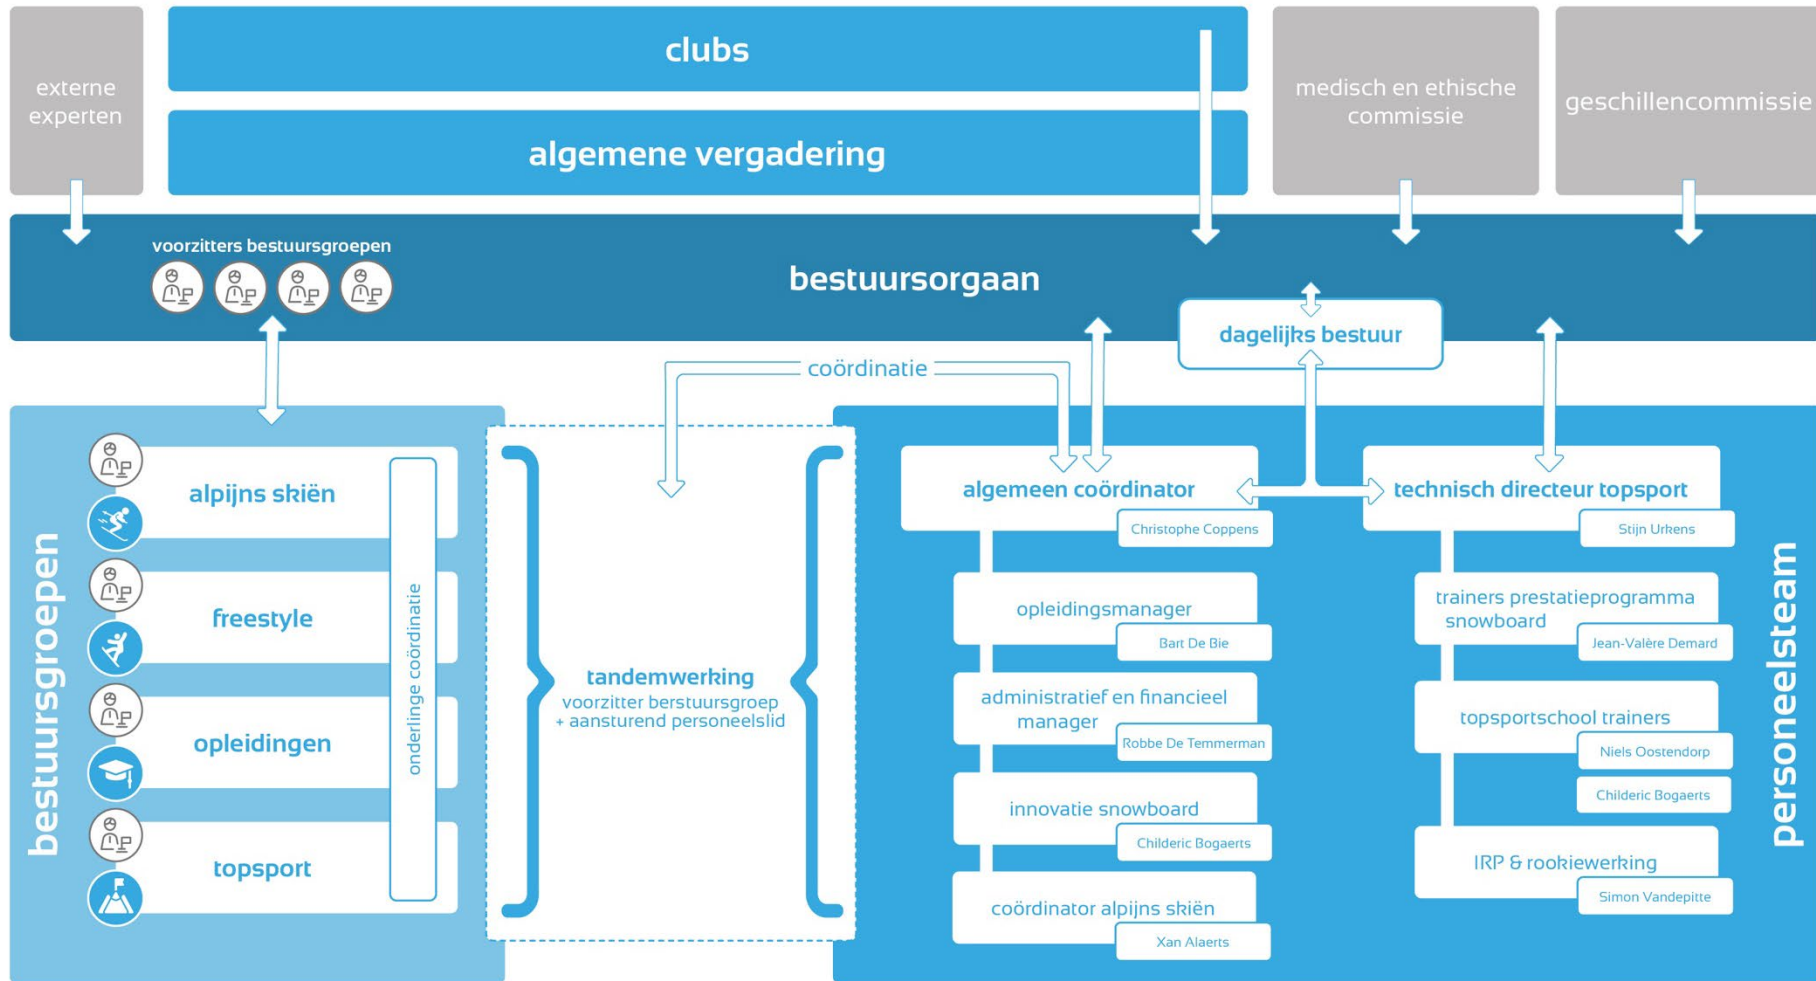 externe
experten
clubs
algemene vergadering
medisch en ethische
commissie
geschillencommissie
voorzitters bestuursgroepen
bestuursorgaan
dagelijks bestuur
coördinatie
bestuursgroepen
alpijns skiën
freestyle
opleidingen
topsport
onderlinge coördinatie
tandemwerking
voorzitter berstuursgroep
+ aansturend personeelslid
algemeen coördinator
Christophe Coppens
opleidingsmanager
Bart De Bie
administratief en financieel
manager
Robbe De Temmerman
innovatie snowboard
Childeric Bogaerts
coördinator alpijns skiën
Xan Alaerts
technisch directeur topsport
Stijn Urkens
trainers prestatieprogramma
snowboard
Jean-Valère Demard
topsportschool trainers
Niels Oostendorp
Childeric Bogaerts
IRP & rookiewerking
Simon Vandepitte
personeelsteam